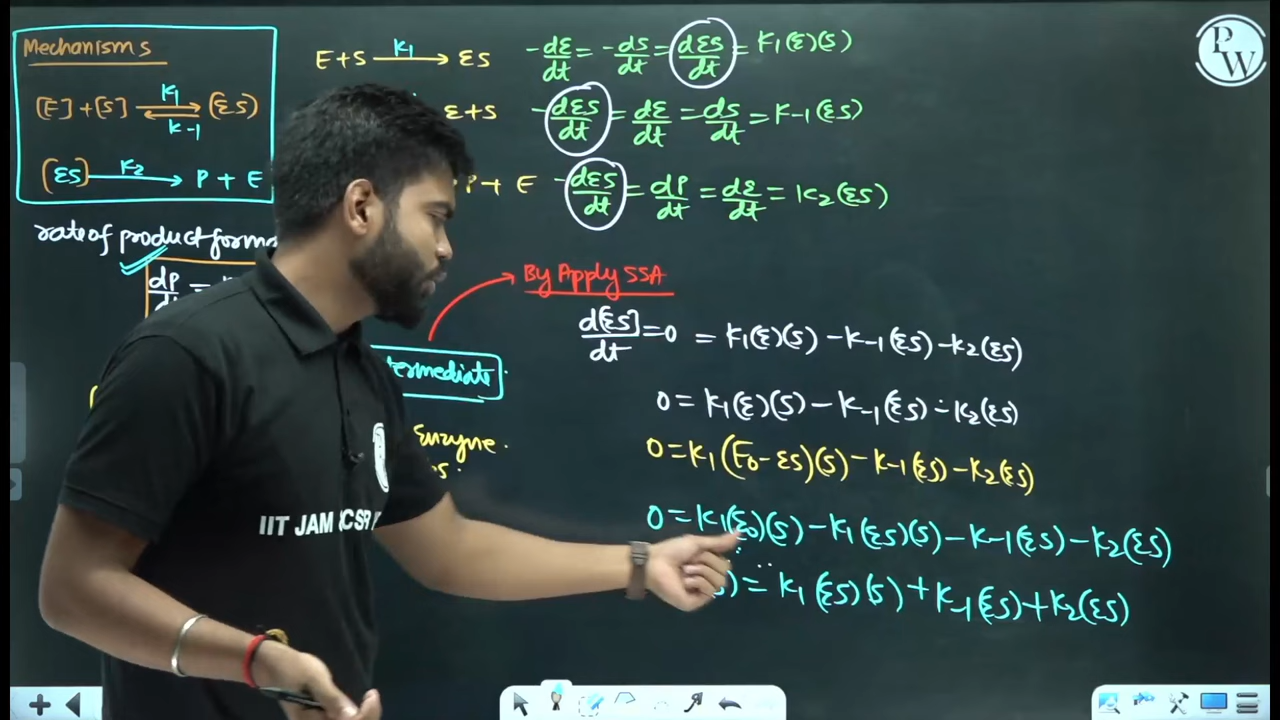 Mechanisms
[E] + [S] K1 K-1 (ES)
(ES) K2 → P + E
E+S K1 → ES
-dE/dt = -ds/dt = dES/dt = K1(E)(S)
E+S
-dES/dt = dE/dt = ds/dt = K-1(ES)
P + E
-dES/dt = dP/dt = dE/dt = K2(ES)
rate of product
dP/dt =
By Apply SSA
d[ES]/dt = 0 = K1(E)(S) - K-1(ES) - K2(ES)
0 = K1(E)(S) - K-1(ES) - K2(ES)
Enzyne.
0 = K1(E0 - ES)(S) - K-1(ES) - K2(ES)
0 = K1(E0)(S) - K1(ES)(S) - K-1(ES) - K2(ES)
= K1(ES)(S) + K-1(ES) + K2(ES)
PW
IIT JAM